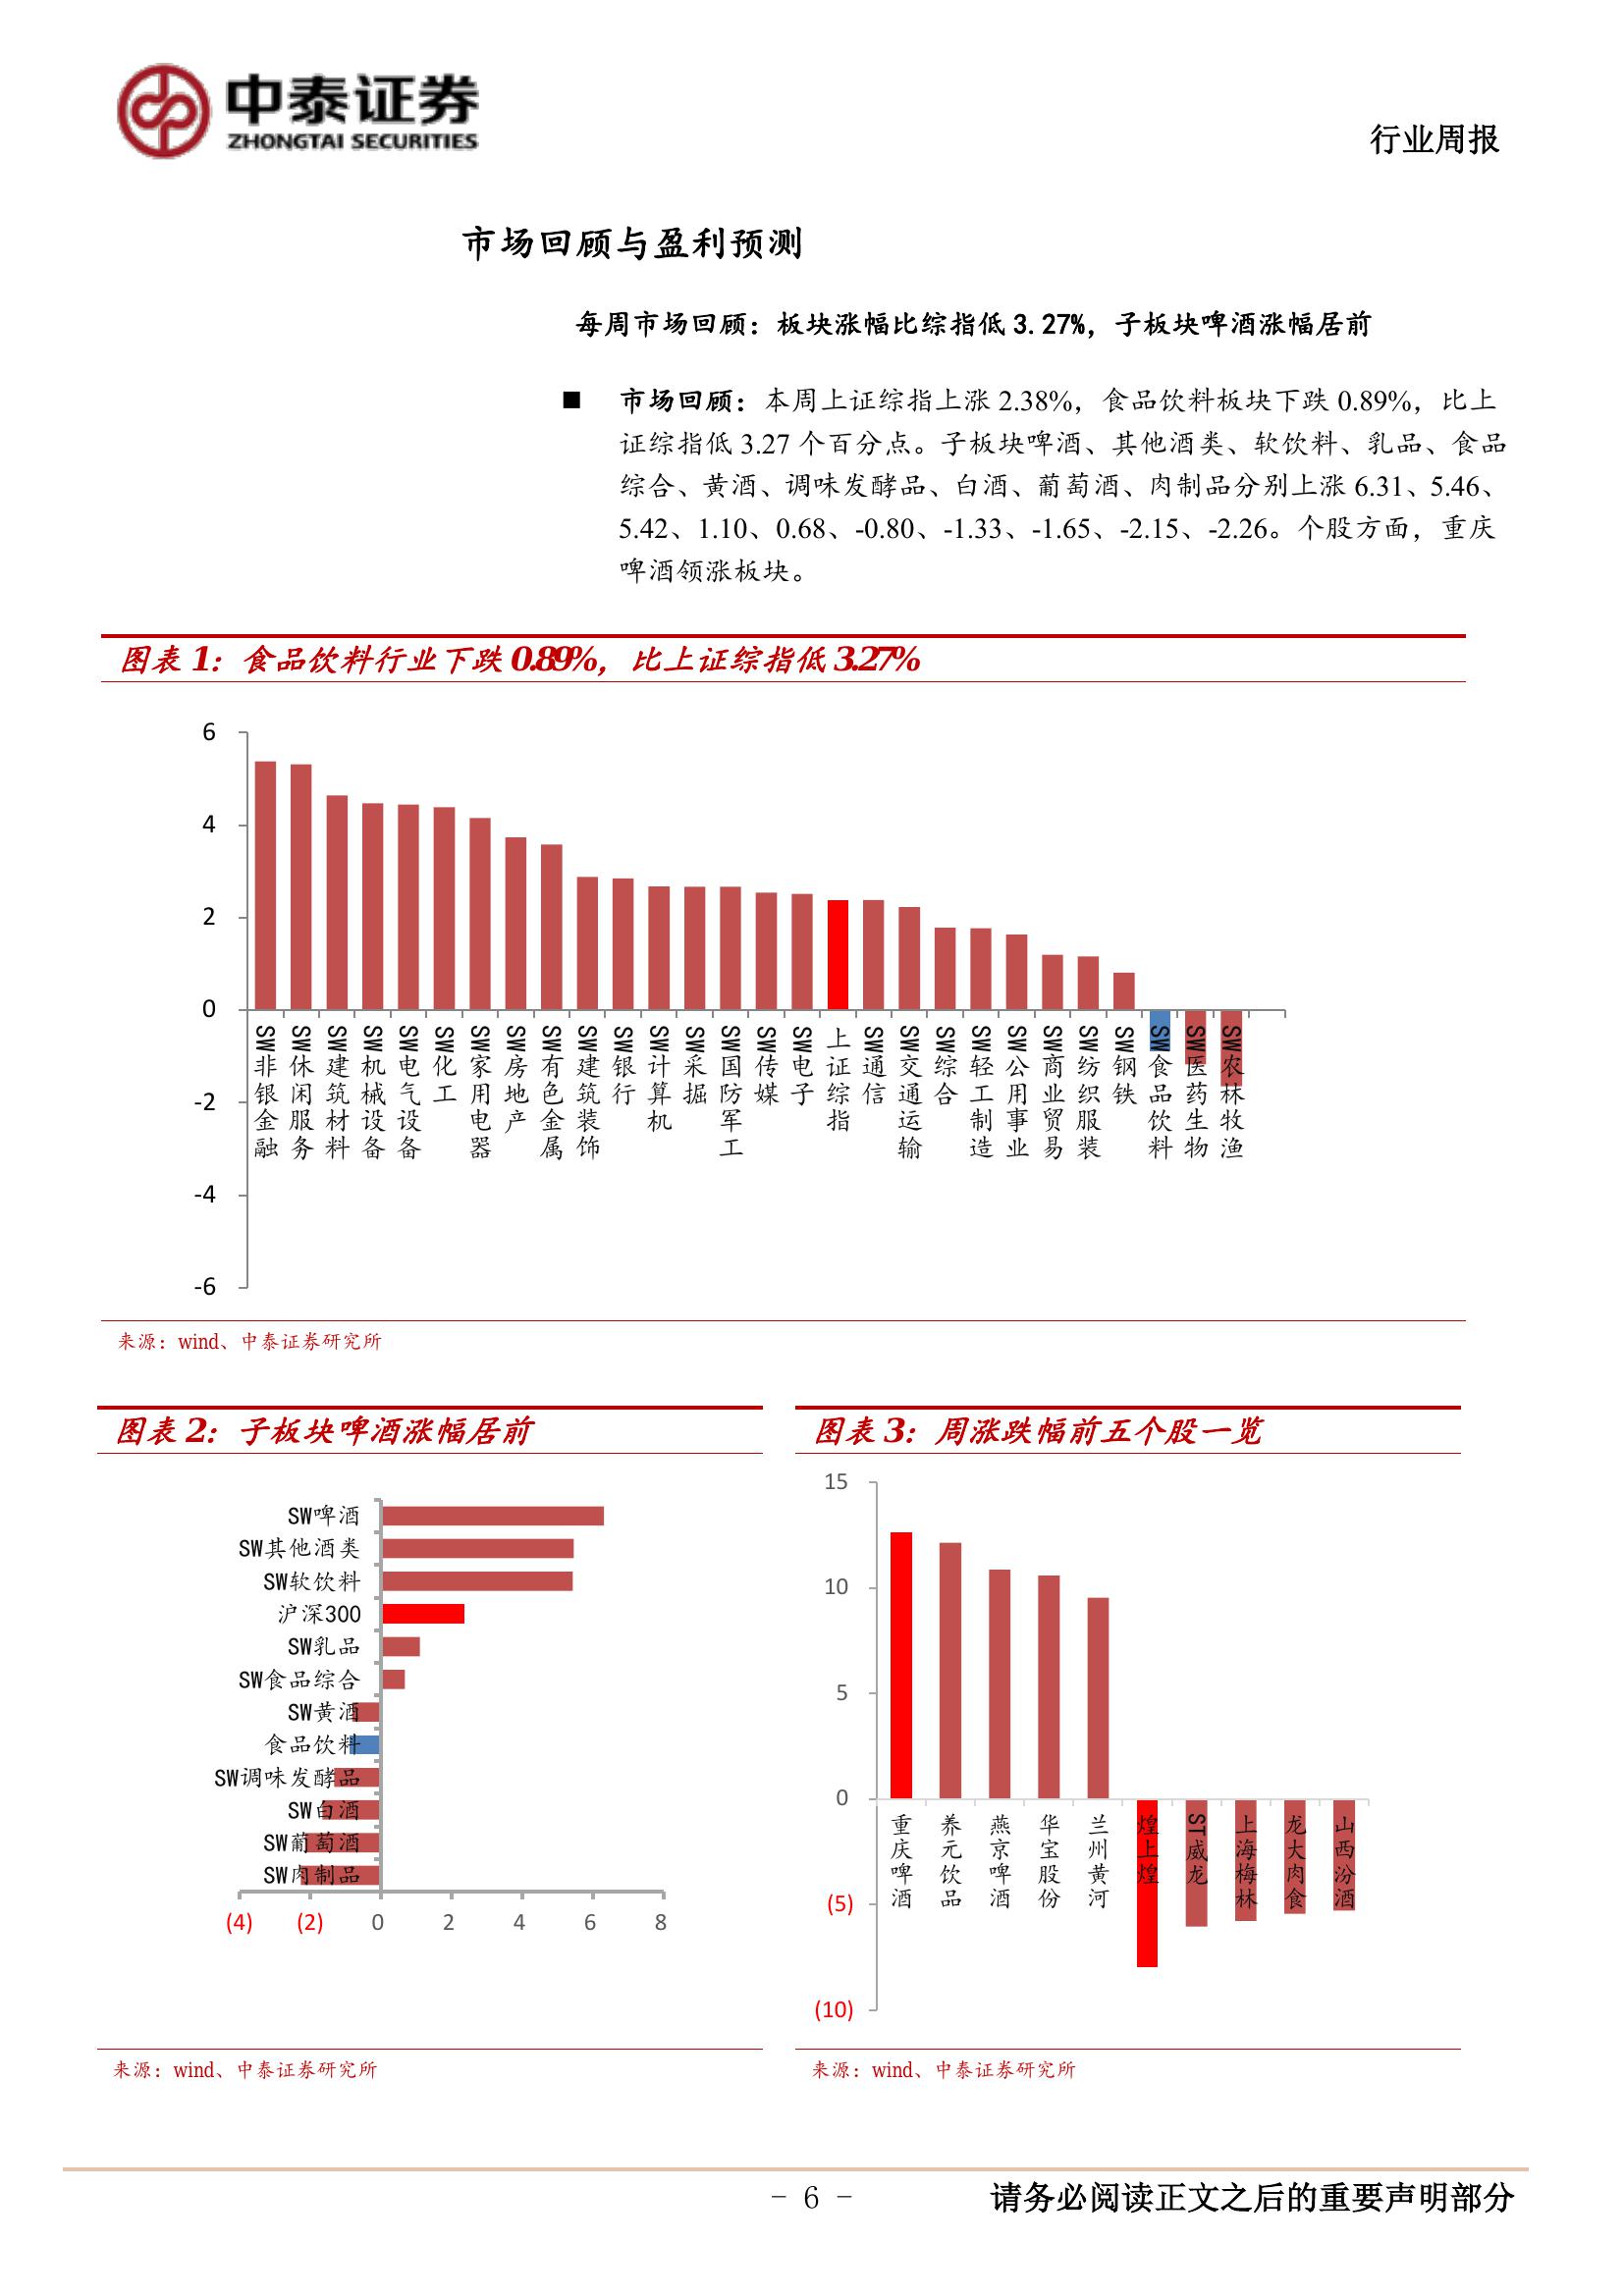 中泰证券
ZHONGTAI SECURITIES
行业周报
市场回顾与盈利预测
每周市场回顾：板块涨幅比综指低 3.27%，子板块啤酒涨幅居前
■ 市场回顾：本周上证综指上涨 2.38%，食品饮料板块下跌 0.89%，比上
证综指低 3.27 个百分点。子板块啤酒、其他酒类、软饮料、乳品、食品
综合、黄酒、调味发酵品、白酒、葡萄酒、肉制品分别上涨 6.31、5.46、
5.42、1.10、0.68、-0.80、-1.33、-1.65、-2.15、-2.26。个股方面，重庆
啤酒领涨板块。
图表 1：食品饮料行业下跌 0.89%，比上证综指低 3.27%
6
4
2
0
-2
-4
-6
SW非银金融
SW休闲服务
SW建筑材料
SW机械设备
SW电气设备
SW化工
SW家用电器
SW房地产
SW有色金属
SW建筑装饰
SW银行
SW计算机
SW采掘
SW国防军工
SW传媒
SW电子
上证综指
SW通信
SW交通运输
SW综合
SW轻工制造
SW公用事业
SW商业贸易
SW纺织服装
SW钢铁
SW食品饮料
SW医药生物
SW农林牧渔
来源：wind、中泰证券研究所
图表 2：子板块啤酒涨幅居前
SW啤酒
SW其他酒类
SW软饮料
沪深300
SW乳品
SW食品综合
SW黄酒
食品饮料
SW调味发酵品
SW白酒
SW葡萄酒
SW肉制品
(4) (2) 0 2 4 6 8
来源：wind、中泰证券研究所
图表 3：周涨跌幅前五个股一览
15
10
5
0
(5)
(10)
重庆啤酒
养元饮品
燕京啤酒
华宝股份
兰州黄河
煌上煌
ST威龙
上海梅林
龙大肉食
山西汾酒
来源：wind、中泰证券研究所
- 6 -
请务必阅读正文之后的重要声明部分